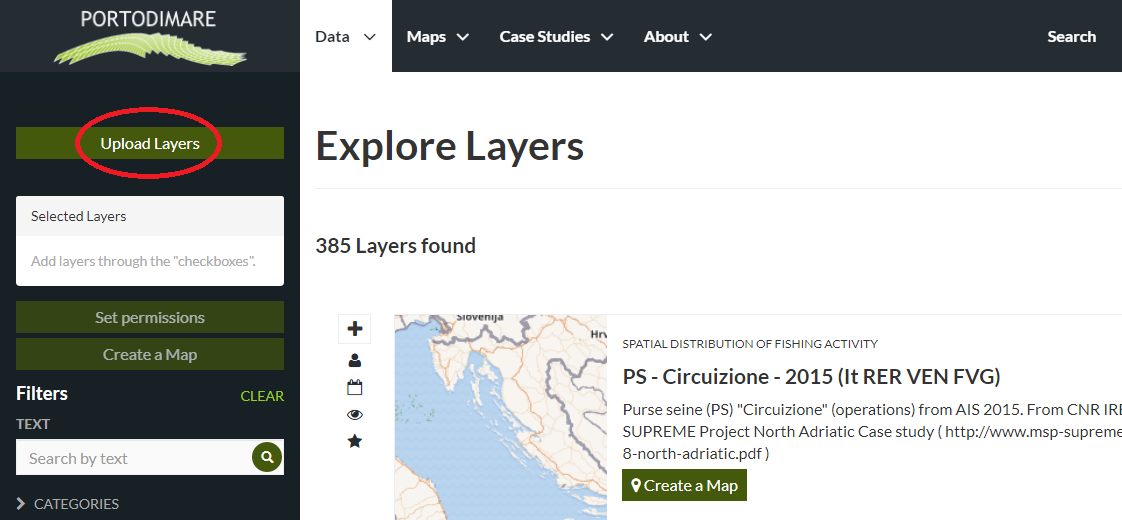 PORTODIMARE
Data
Maps
Case Studies
About
Search
Upload Layers
Selected Layers
Add layers through the "checkboxes".
Set permissions
Create a Map
Filters
CLEAR
TEXT
Search by text
CATEGORIES
Explore Layers
385 Layers found
Slovenija
Hrv
SPATIAL DISTRIBUTION OF FISHING ACTIVITY
PS - Circuizione - 2015 (It RER VEN FVG)
Purse seine (PS) "Circuizione" (operations) from AIS 2015. From CNR IRE
SUPREME Project North Adriatic Case study ( http://www.msp-supreme
8-north-adriatic.pdf )
Create a Map